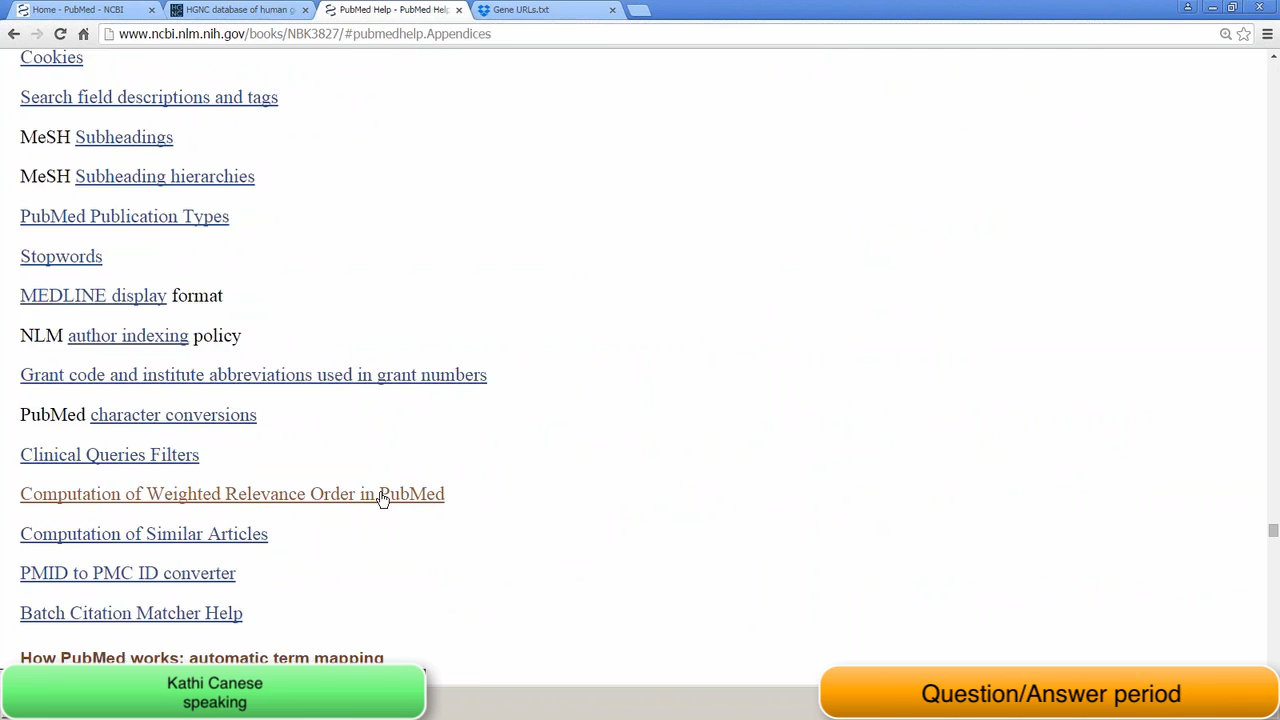 Home - PubMed - NCBI
HGNC database of human g
PubMed Help - PubMed Hel
Gene URLs.txt
www.ncbi.nlm.nih.gov/books/NBK3827/#pubmedhelp.Appendices
Cookies
Search field descriptions and tags
MeSH Subheadings
MeSH Subheading hierarchies
PubMed Publication Types
Stopwords
MEDLINE display format
NLM author indexing policy
Grant code and institute abbreviations used in grant numbers
PubMed character conversions
Clinical Queries Filters
Computation of Weighted Relevance Order in PubMed
Computation of Similar Articles
PMID to PMC ID converter
Batch Citation Matcher Help
How PubMed works: automatic term mapping
Kathi Canese
speaking
Question/Answer period